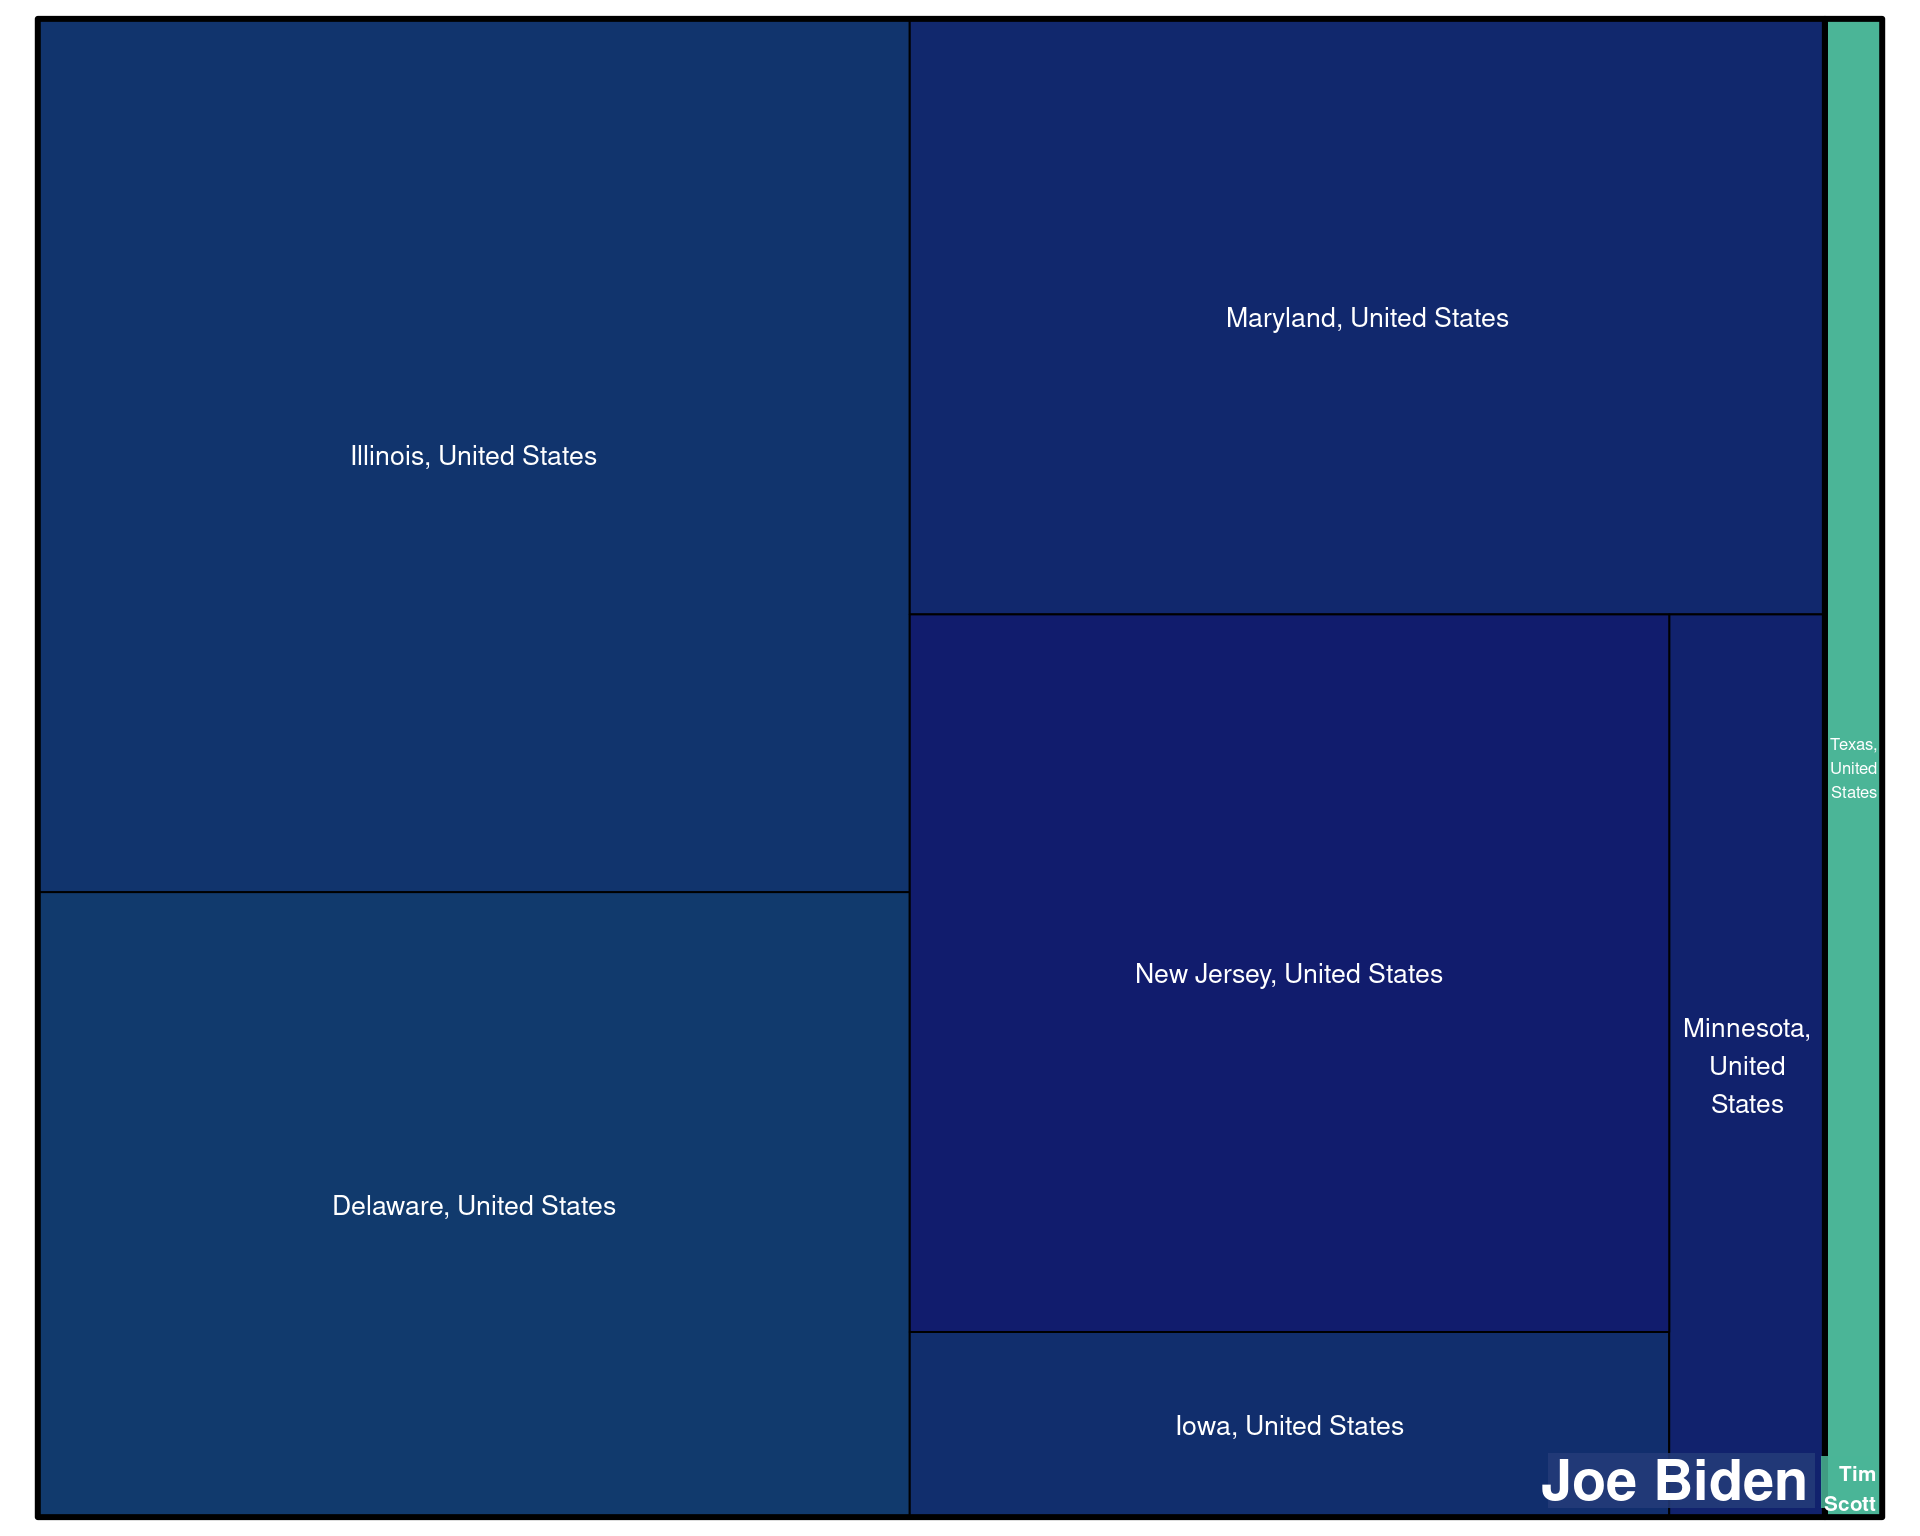 Illinois, United States
Maryland, United States
Texas,
United
States
New Jersey, United States
Minnesota,
United
States
Delaware, United States
Iowa, United States
Joe Biden
Tim
Scott